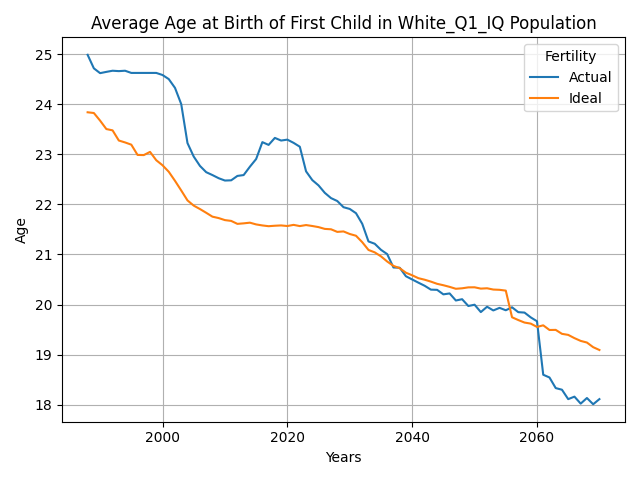 Average Age at Birth of First Child in White_Q1_IQ Population
Fertility
Actual
Ideal
25
24
23
22
21
20
19
18
Age
2000
2020
2040
2060
Years